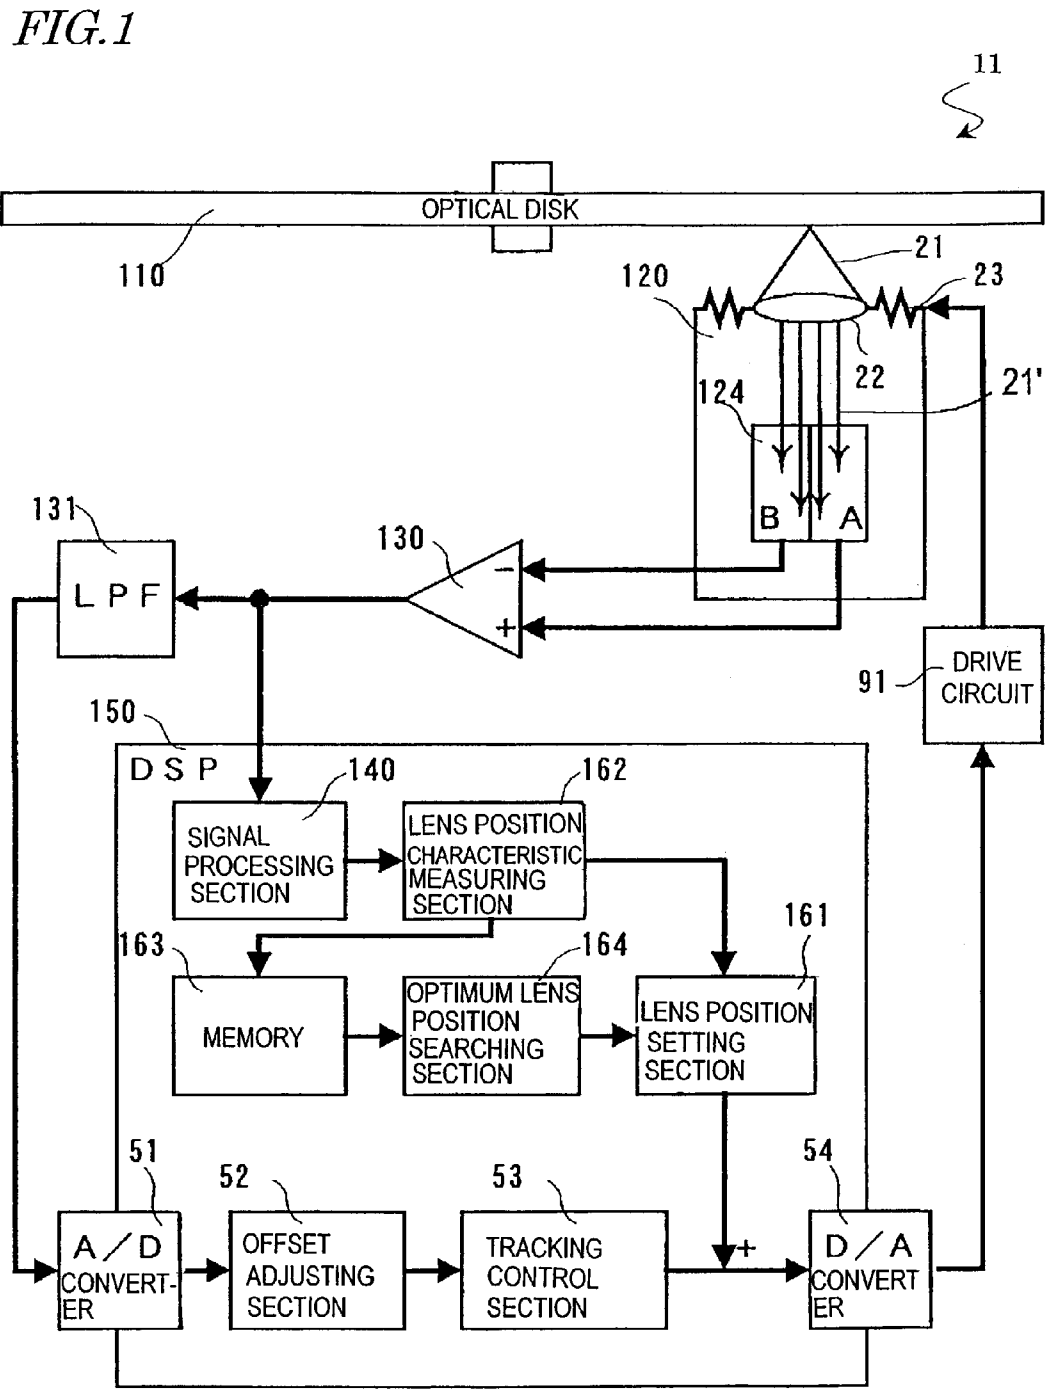 FIG.1
11
OPTICAL DISK
110
21
120
23
22
124
21'
B A
131
130
L P F
−
+
91
DRIVE
CIRCUIT
150
D S P
140
162
SIGNAL
PROCESSING
SECTION
LENS POSITION
CHARACTERISTIC
MEASURING
SECTION
163
164
161
MEMORY
OPTIMUM LENS
POSITION
SEARCHING
SECTION
LENS POSITION
SETTING
SECTION
51
52
53
54
A/D
CONVERT-
ER
OFFSET
ADJUSTING
SECTION
TRACKING
CONTROL
SECTION
+
D/A
CONVERT
ER